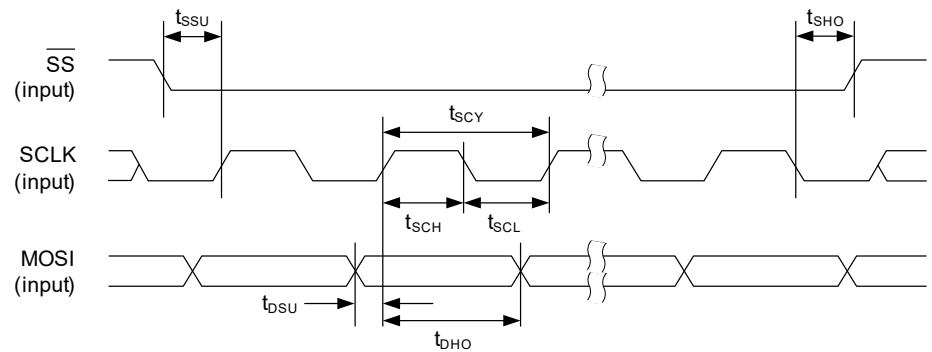 tSSU
tSHO
SS
(input)
tSCY
SCLK
(input)
tSCH
tSCL
MOSI
(input)
tDSU
tDHO